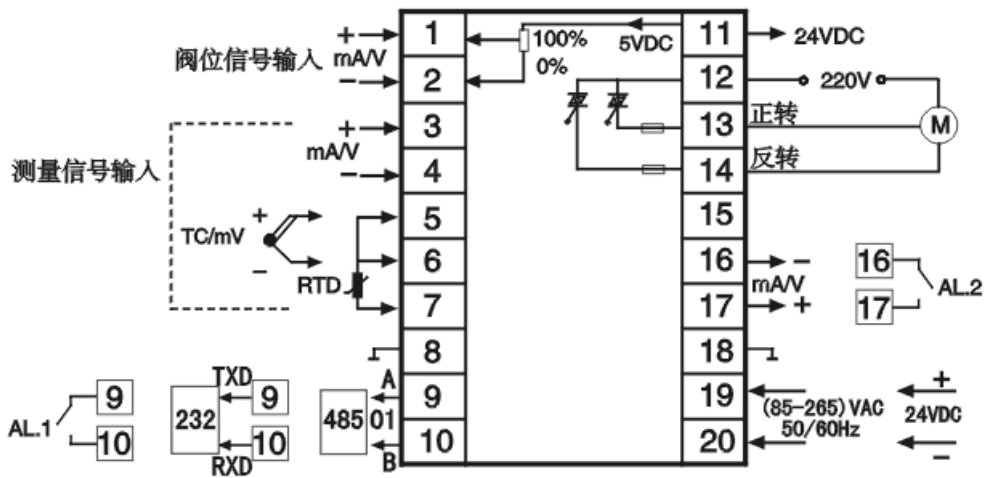 阀位信号输入
+
mA/V
−
测量信号输入
+
mA/V
−
TC/mV
+
−
RTD
1
2
3
4
5
6
7
8
9
10
100%
0%
5VDC
11
12
13
14
15
16
17
18
19
20
24VDC
220V
M
正转
反转
−
mA/V
+
16
17
AL.2
(85-265)VAC
50/60Hz
+
24VDC
−
AL.1
9
10
232
TXD
9
10
RXD
485
A
01
B